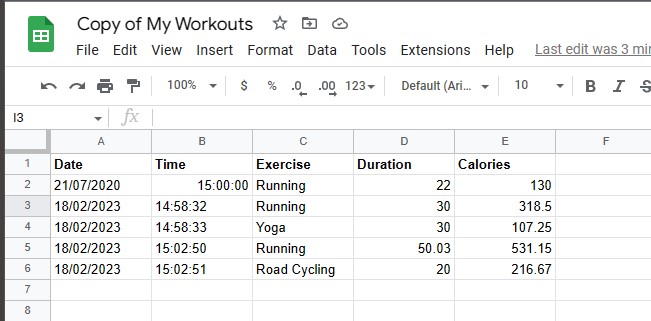 Copy of My Workouts
File Edit View Insert Format Data Tools Extensions Help Last edit was 3 mi
100% $ % .0 .00 123 Default (Ari... 10 B I S
I3 fx
A B C D E F
1 Date Time Exercise Duration Calories
2 21/07/2020 15:00:00 Running 22 130
3 18/02/2023 14:58:32 Running 30 318.5
4 18/02/2023 14:58:33 Yoga 30 107.25
5 18/02/2023 15:02:50 Running 50.03 531.15
6 18/02/2023 15:02:51 Road Cycling 20 216.67
7
8